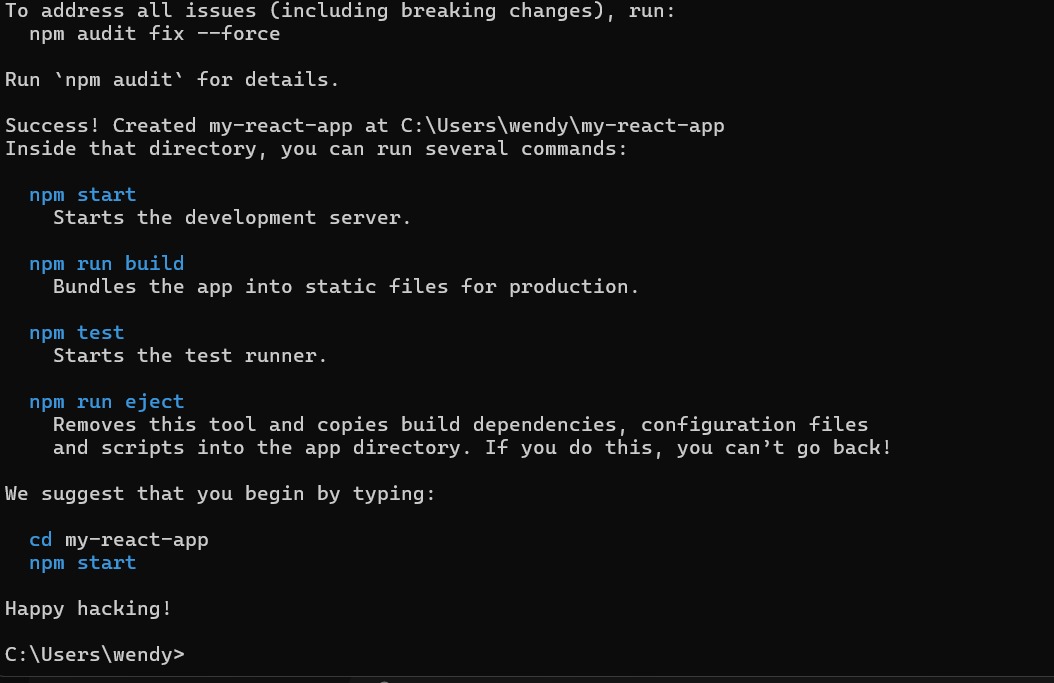 To address all issues (including breaking changes), run:
  npm audit fix --force

Run `npm audit` for details.

Success! Created my-react-app at C:\Users\wendy\my-react-app
Inside that directory, you can run several commands:

  npm start
    Starts the development server.

  npm run build
    Bundles the app into static files for production.

  npm test
    Starts the test runner.

  npm run eject
    Removes this tool and copies build dependencies, configuration files
    and scripts into the app directory. If you do this, you can’t go back!

We suggest that you begin by typing:

  cd my-react-app
  npm start

Happy hacking!

C:\Users\wendy>